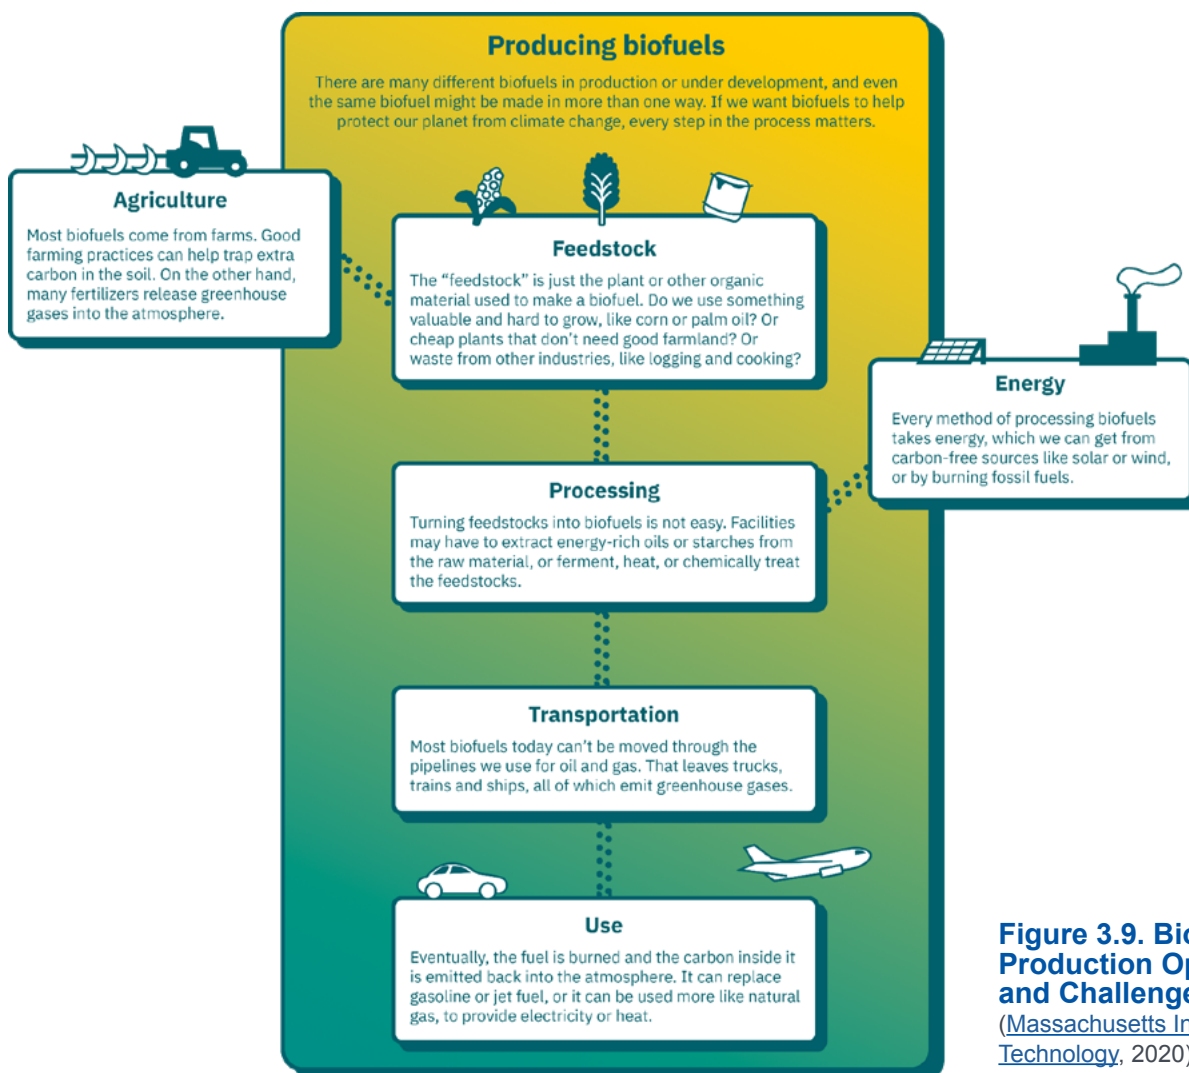 Producing biofuels
There are many different biofuels in production or under development, and even
the same biofuel might be made in more than one way. If we want biofuels to help
protect our planet from climate change, every step in the process matters.
Agriculture
Most biofuels come from farms. Good
farming practices can help trap extra
carbon in the soil. On the other hand,
many fertilizers release greenhouse
gases into the atmosphere.
Feedstock
The “feedstock” is just the plant or other organic
material used to make a biofuel. Do we use something
valuable and hard to grow, like corn or palm oil? Or
cheap plants that don’t need good farmland? Or
waste from other industries, like logging and cooking?
Energy
Every method of processing biofuels
takes energy, which we can get from
carbon-free sources like solar or wind,
or by burning fossil fuels.
Processing
Turning feedstocks into biofuels is not easy. Facilities
may have to extract energy-rich oils or starches from
the raw material, or ferment, heat, or chemically treat
the feedstocks.
Transportation
Most biofuels today can’t be moved through the
pipelines we use for oil and gas. That leaves trucks,
trains and ships, all of which emit greenhouse gases.
Use
Eventually, the fuel is burned and the carbon inside it
is emitted back into the atmosphere. It can replace
gasoline or jet fuel, or it can be used more like natural
gas, to provide electricity or heat.
Figure 3.9.
Production
and
(Massachusetts
Technology, 2020)